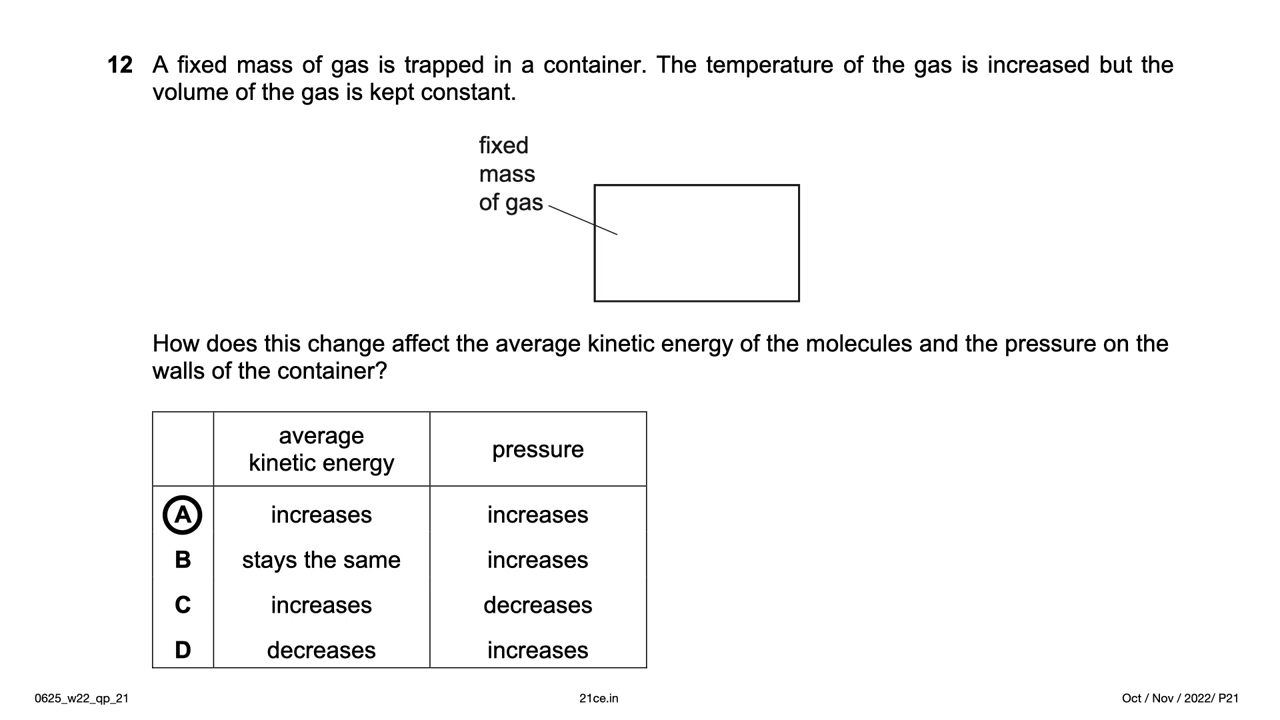 12 A fixed mass of gas is trapped in a container. The temperature of the gas is increased but the
volume of the gas is kept constant.
fixed
mass
of gas
How does this change affect the average kinetic energy of the molecules and the pressure on the
walls of the container?
average
kinetic energy
pressure
A increases increases
B stays the same increases
C increases decreases
D decreases increases
0625_w22_qp_21 21ce.in Oct / Nov / 2022/ P21